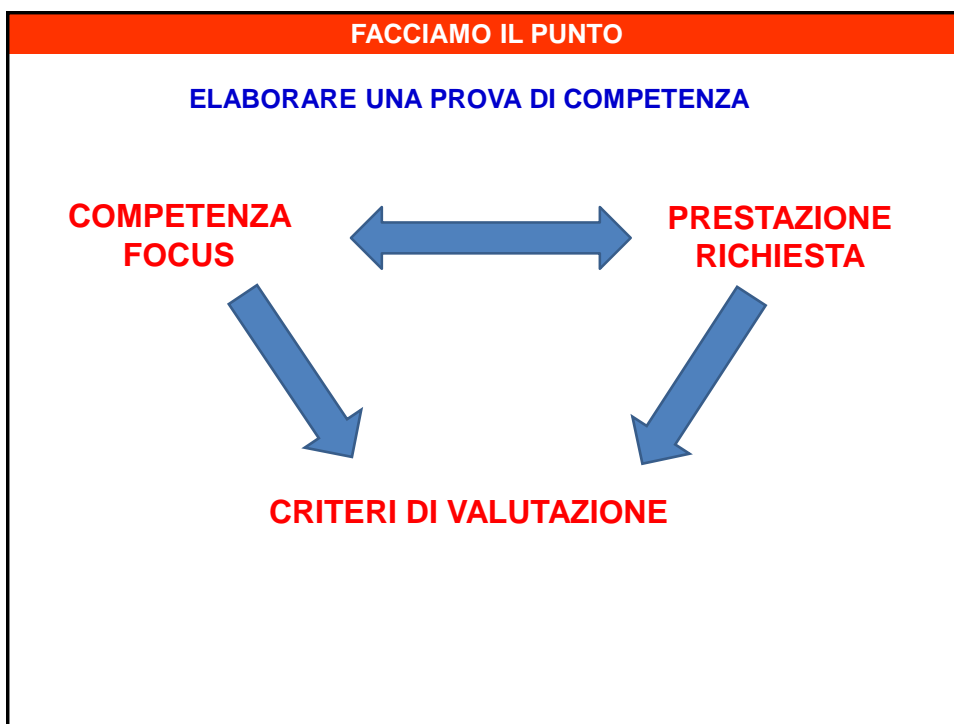 FACCIAMO IL PUNTO
ELABORARE UNA PROVA DI COMPETENZA
COMPETENZA
FOCUS
PRESTAZIONE
RICHIESTA
CRITERI DI VALUTAZIONE